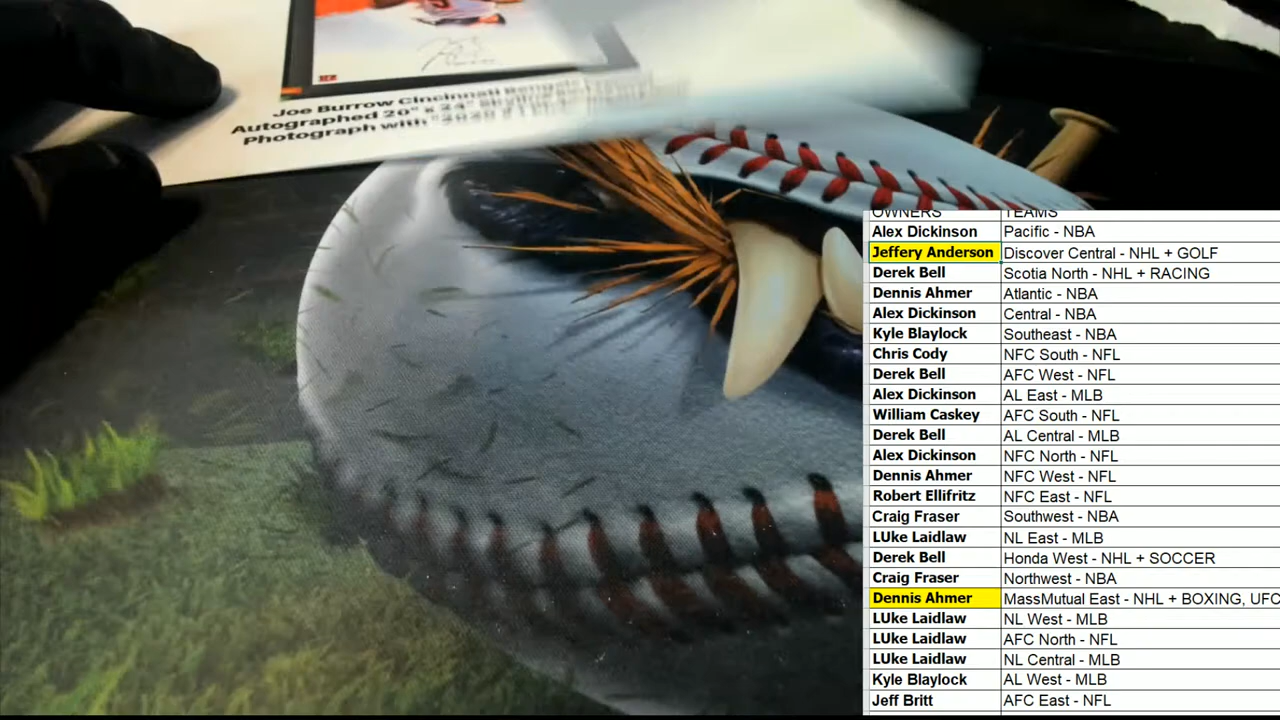 Joe Burrow Cincinnati Bengals
Autographed 20" x 24"
Photograph with "2020
OWNERS TEAMS
Alex Dickinson Pacific - NBA
Jeffery Anderson Discover Central - NHL + GOLF
Derek Bell Scotia North - NHL + RACING
Dennis Ahmer Atlantic - NBA
Alex Dickinson Central - NBA
Kyle Blaylock Southeast - NBA
Chris Cody NFC South - NFL
Derek Bell AFC West - NFL
Alex Dickinson AL East - MLB
William Caskey AFC South - NFL
Derek Bell AL Central - MLB
Alex Dickinson NFC North - NFL
Dennis Ahmer NFC West - NFL
Robert Ellifritz NFC East - NFL
Craig Fraser Southwest - NBA
LUke Laidlaw NL East - MLB
Derek Bell Honda West - NHL + SOCCER
Craig Fraser Northwest - NBA
Dennis Ahmer MassMutual East - NHL + BOXING, UFC
LUke Laidlaw NL West - MLB
LUke Laidlaw AFC North - NFL
LUke Laidlaw NL Central - MLB
Kyle Blaylock AL West - MLB
Jeff Britt AFC East - NFL